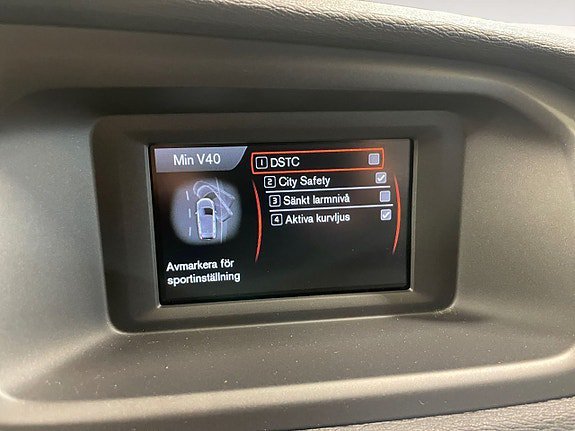 Min V40
1 DSTC
2 City Safety
3 Sänkt larmnivå
4 Aktiva kurvljus
Avmarkera för
sportinställning